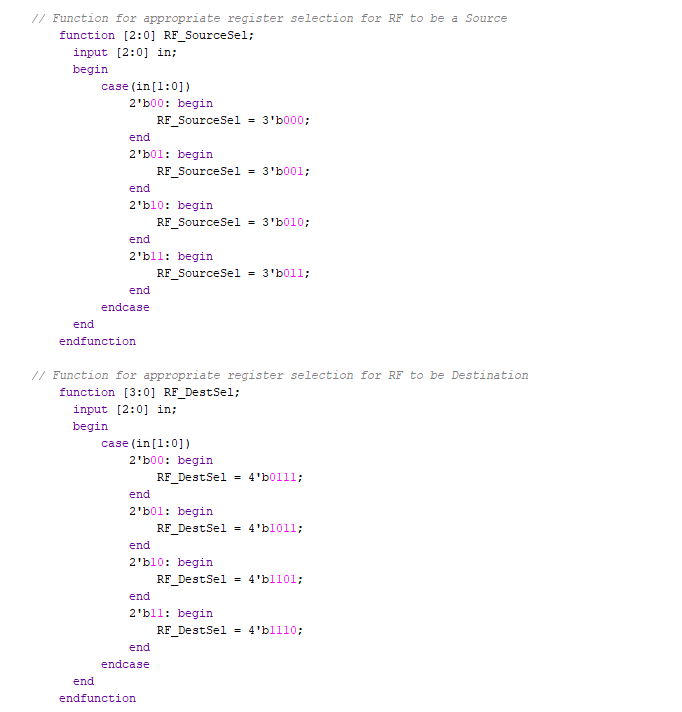 // Function for appropriate register selection for RF to be a Source
function [2:0] RF_SourceSel;
input [2:0] in;
begin
case(in[1:0])
2'b00: begin
RF_SourceSel = 3'b000;
end
2'b01: begin
RF_SourceSel = 3'b001;
end
2'b10: begin
RF_SourceSel = 3'b010;
end
2'b11: begin
RF_SourceSel = 3'b011;
end
endcase
end
endfunction
// Function for appropriate register selection for RF to be Destination
function [3:0] RF_DestSel;
input [2:0] in;
begin
case(in[1:0])
2'b00: begin
RF_DestSel = 4'b0111;
end
2'b01: begin
RF_DestSel = 4'b1011;
end
2'b10: begin
RF_DestSel = 4'b1101;
end
2'b11: begin
RF_DestSel = 4'b1110;
end
endcase
end
endfunction